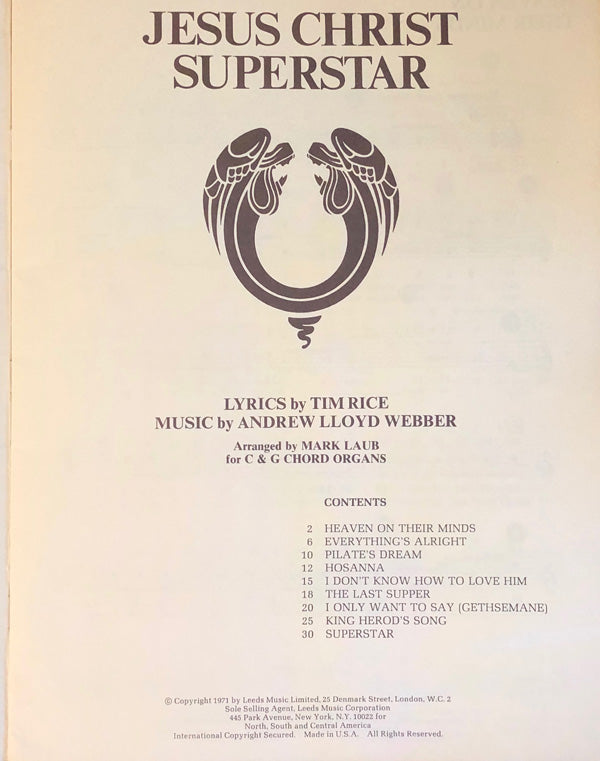 JESUS CHRIST
SUPERSTAR
LYRICS by TIM RICE
MUSIC by ANDREW LLOYD WEBBER
Arranged by MARK LAUB
for C & G CHORD ORGANS
CONTENTS
2 HEAVEN ON THEIR MINDS
6 EVERYTHING'S ALRIGHT
10 PILATE'S DREAM
12 HOSANNA
15 I DON'T KNOW HOW TO LOVE HIM
18 THE LAST SUPPER
20 I ONLY WANT TO SAY (GETHSEMANE)
25 KING HEROD'S SONG
30 SUPERSTAR
© Copyright 1971 by Leeds Music Limited, 25 Denmark Street, London, W.C. 2
Sole Selling Agent, Leeds Music Corporation
445 Park Avenue, New York, N.Y. 10022 for
North, South and Central America
International Copyright Secured. Made in U.S.A. All Rights Reserved.